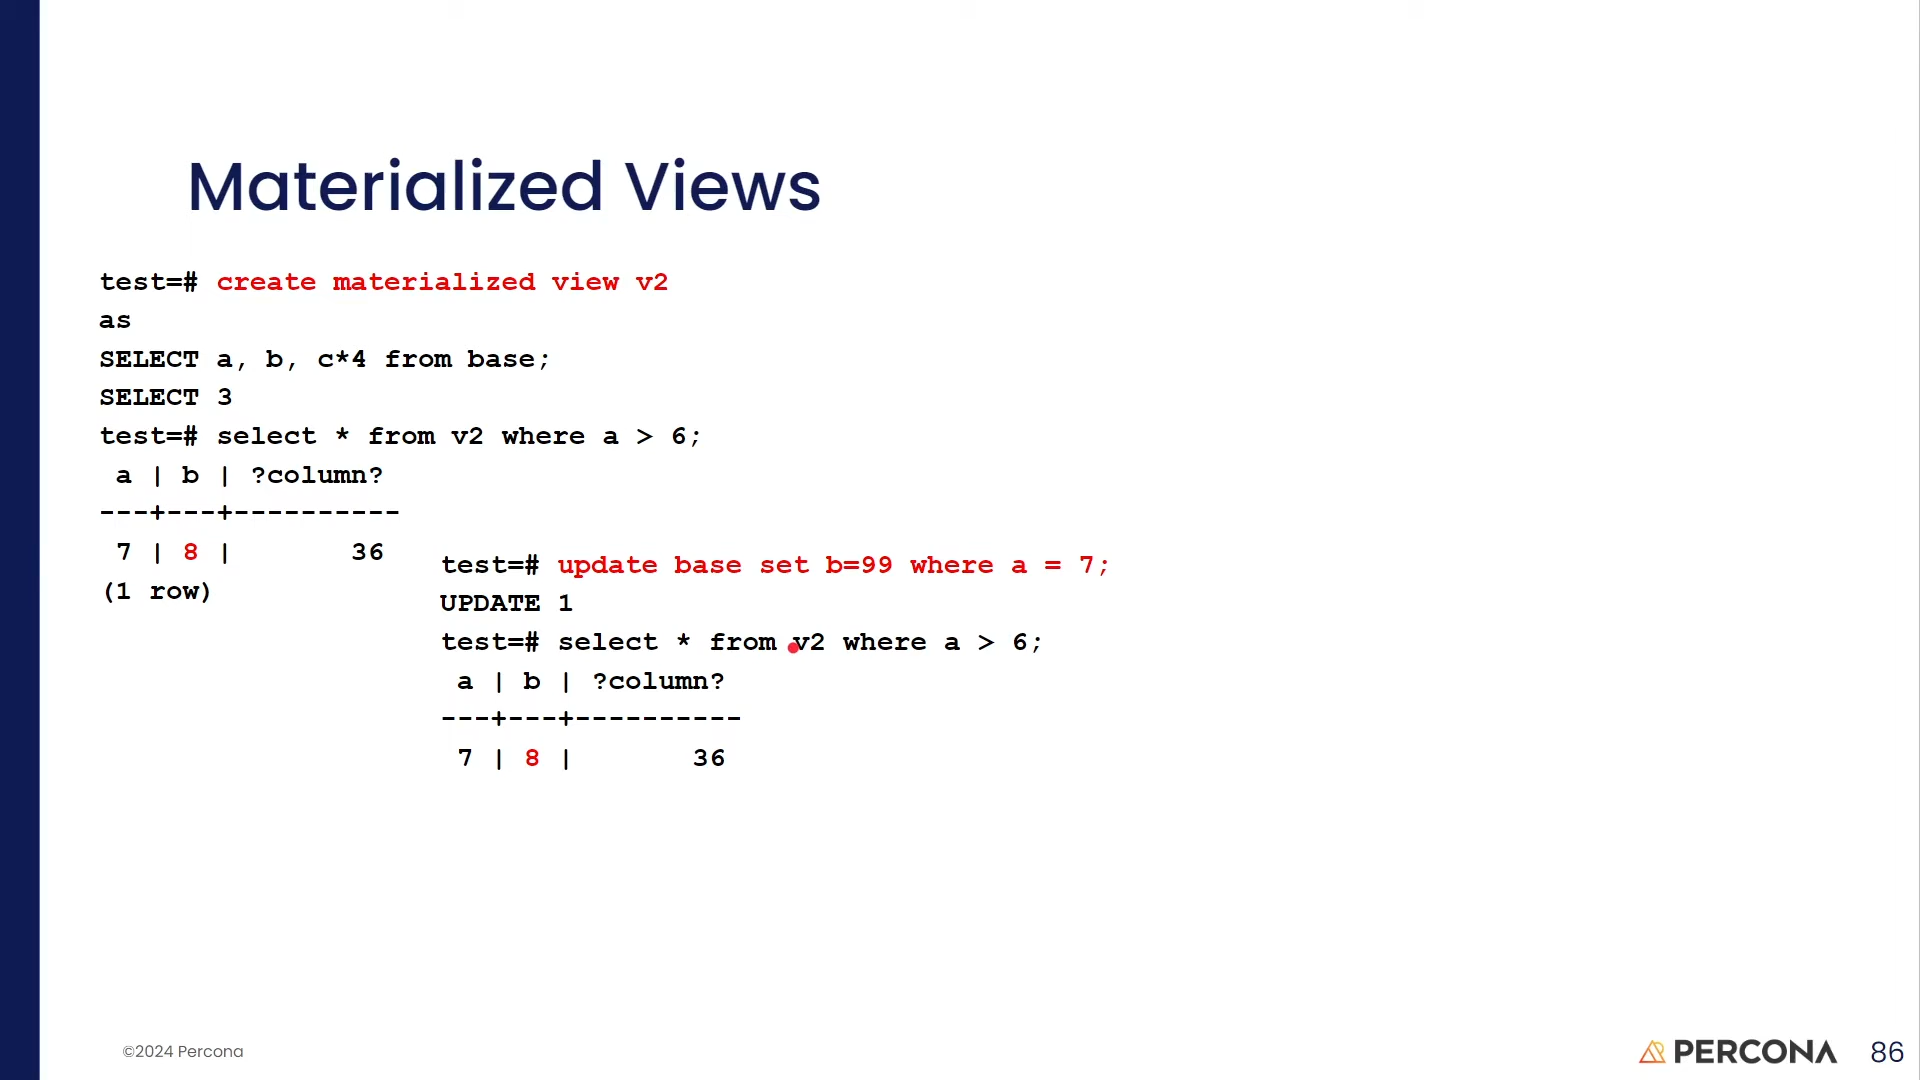 Materialized Views
test=# create materialized view v2
as
SELECT a, b, c*4 from base;
SELECT 3
test=# select * from v2 where a > 6;
 a | b | ?column?
---+---+----------
 7 | 8 |       36
(1 row)
test=# update base set b=99 where a = 7;
UPDATE 1
test=# select * from v2 where a > 6;
 a | b | ?column?
---+---+----------
 7 | 8 |       36
©2024 Percona
PERCONA 86